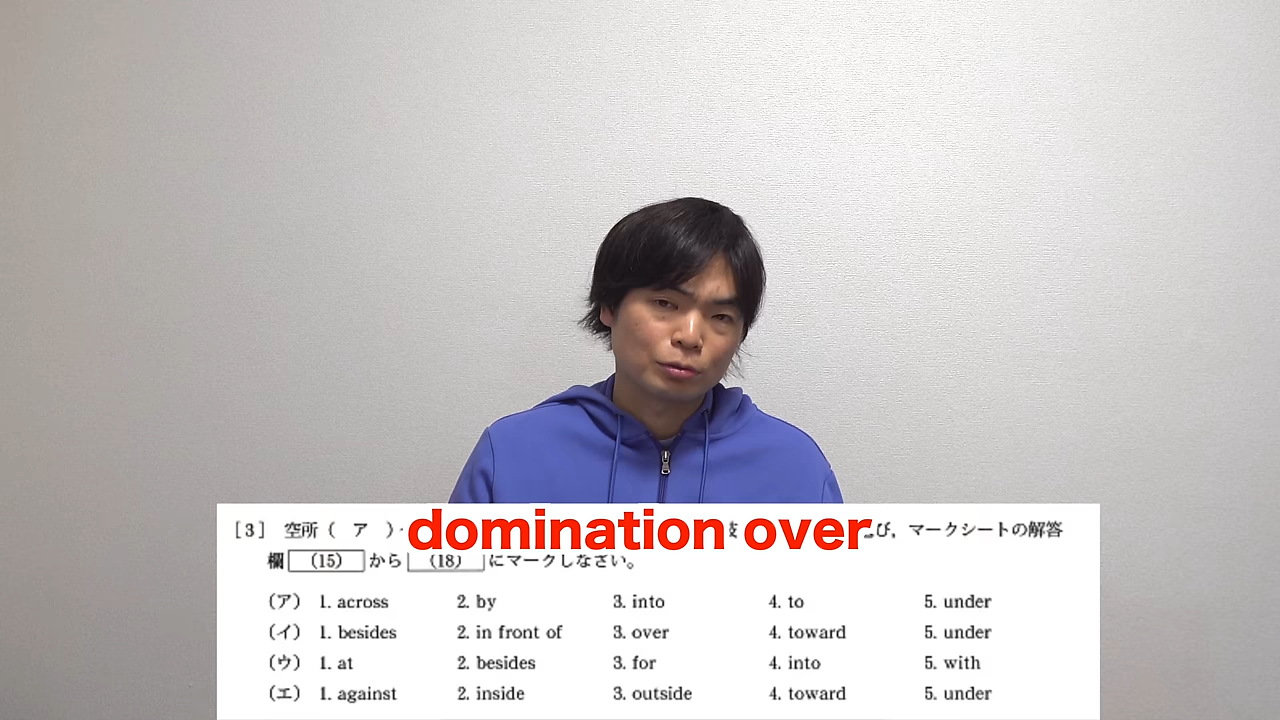 domination over
[3] 空所( ア )
び, マークシートの解答
欄 (15) から (18) にマークしなさい。
(ア) 1. across 2. by 3. into 4. to 5. under
(イ) 1. besides 2. in front of 3. over 4. toward 5. under
(ウ) 1. at 2. besides 3. for 4. into 5. with
(エ) 1. against 2. inside 3. outside 4. toward 5. under